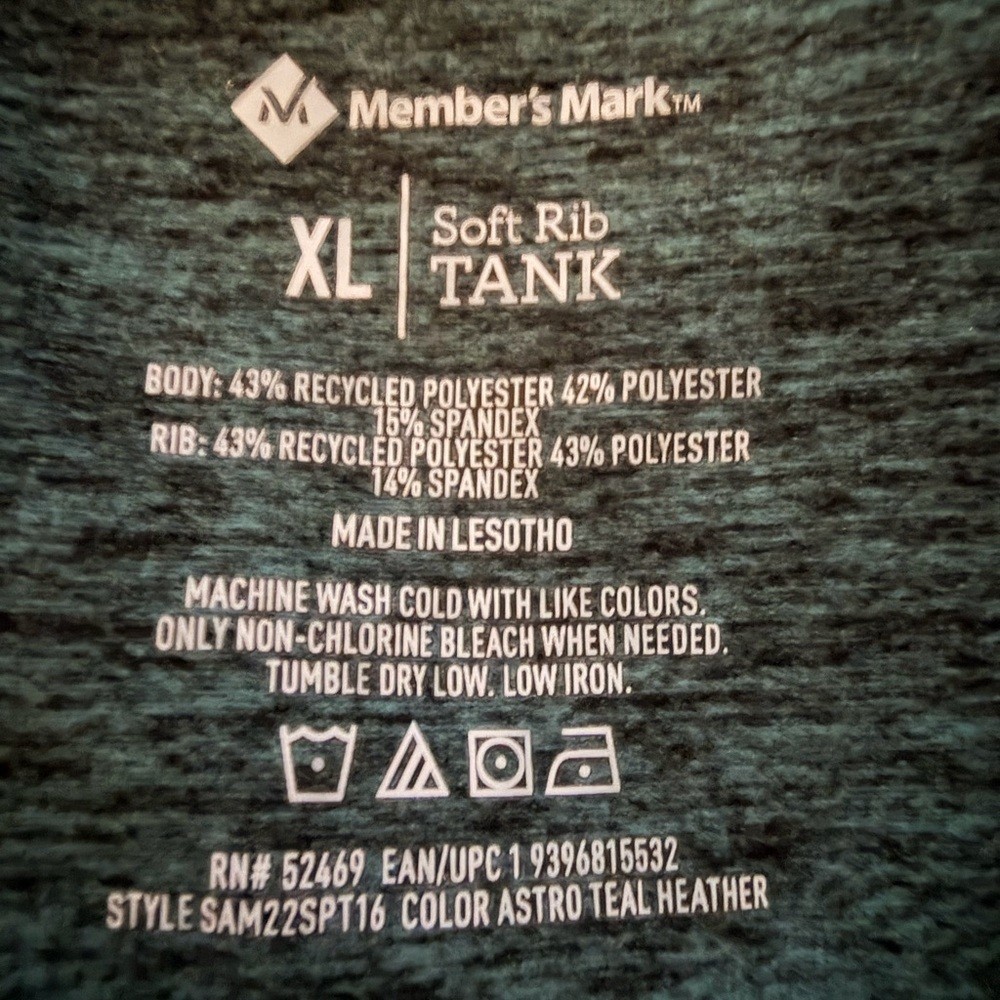 Member's Mark™
XL
Soft Rib
TANK
BODY: 43% RECYCLED POLYESTER 42% POLYESTER
15% SPANDEX
RIB: 43% RECYCLED POLYESTER 43% POLYESTER
14% SPANDEX
MADE IN LESOTHO
MACHINE WASH COLD WITH LIKE COLORS.
ONLY NON-CHLORINE BLEACH WHEN NEEDED.
TUMBLE DRY LOW. LOW IRON.
RN# 52469 EAN/UPC 1 9396815532
STYLE SAM22SPT16 COLOR ASTRO TEAL HEATHER